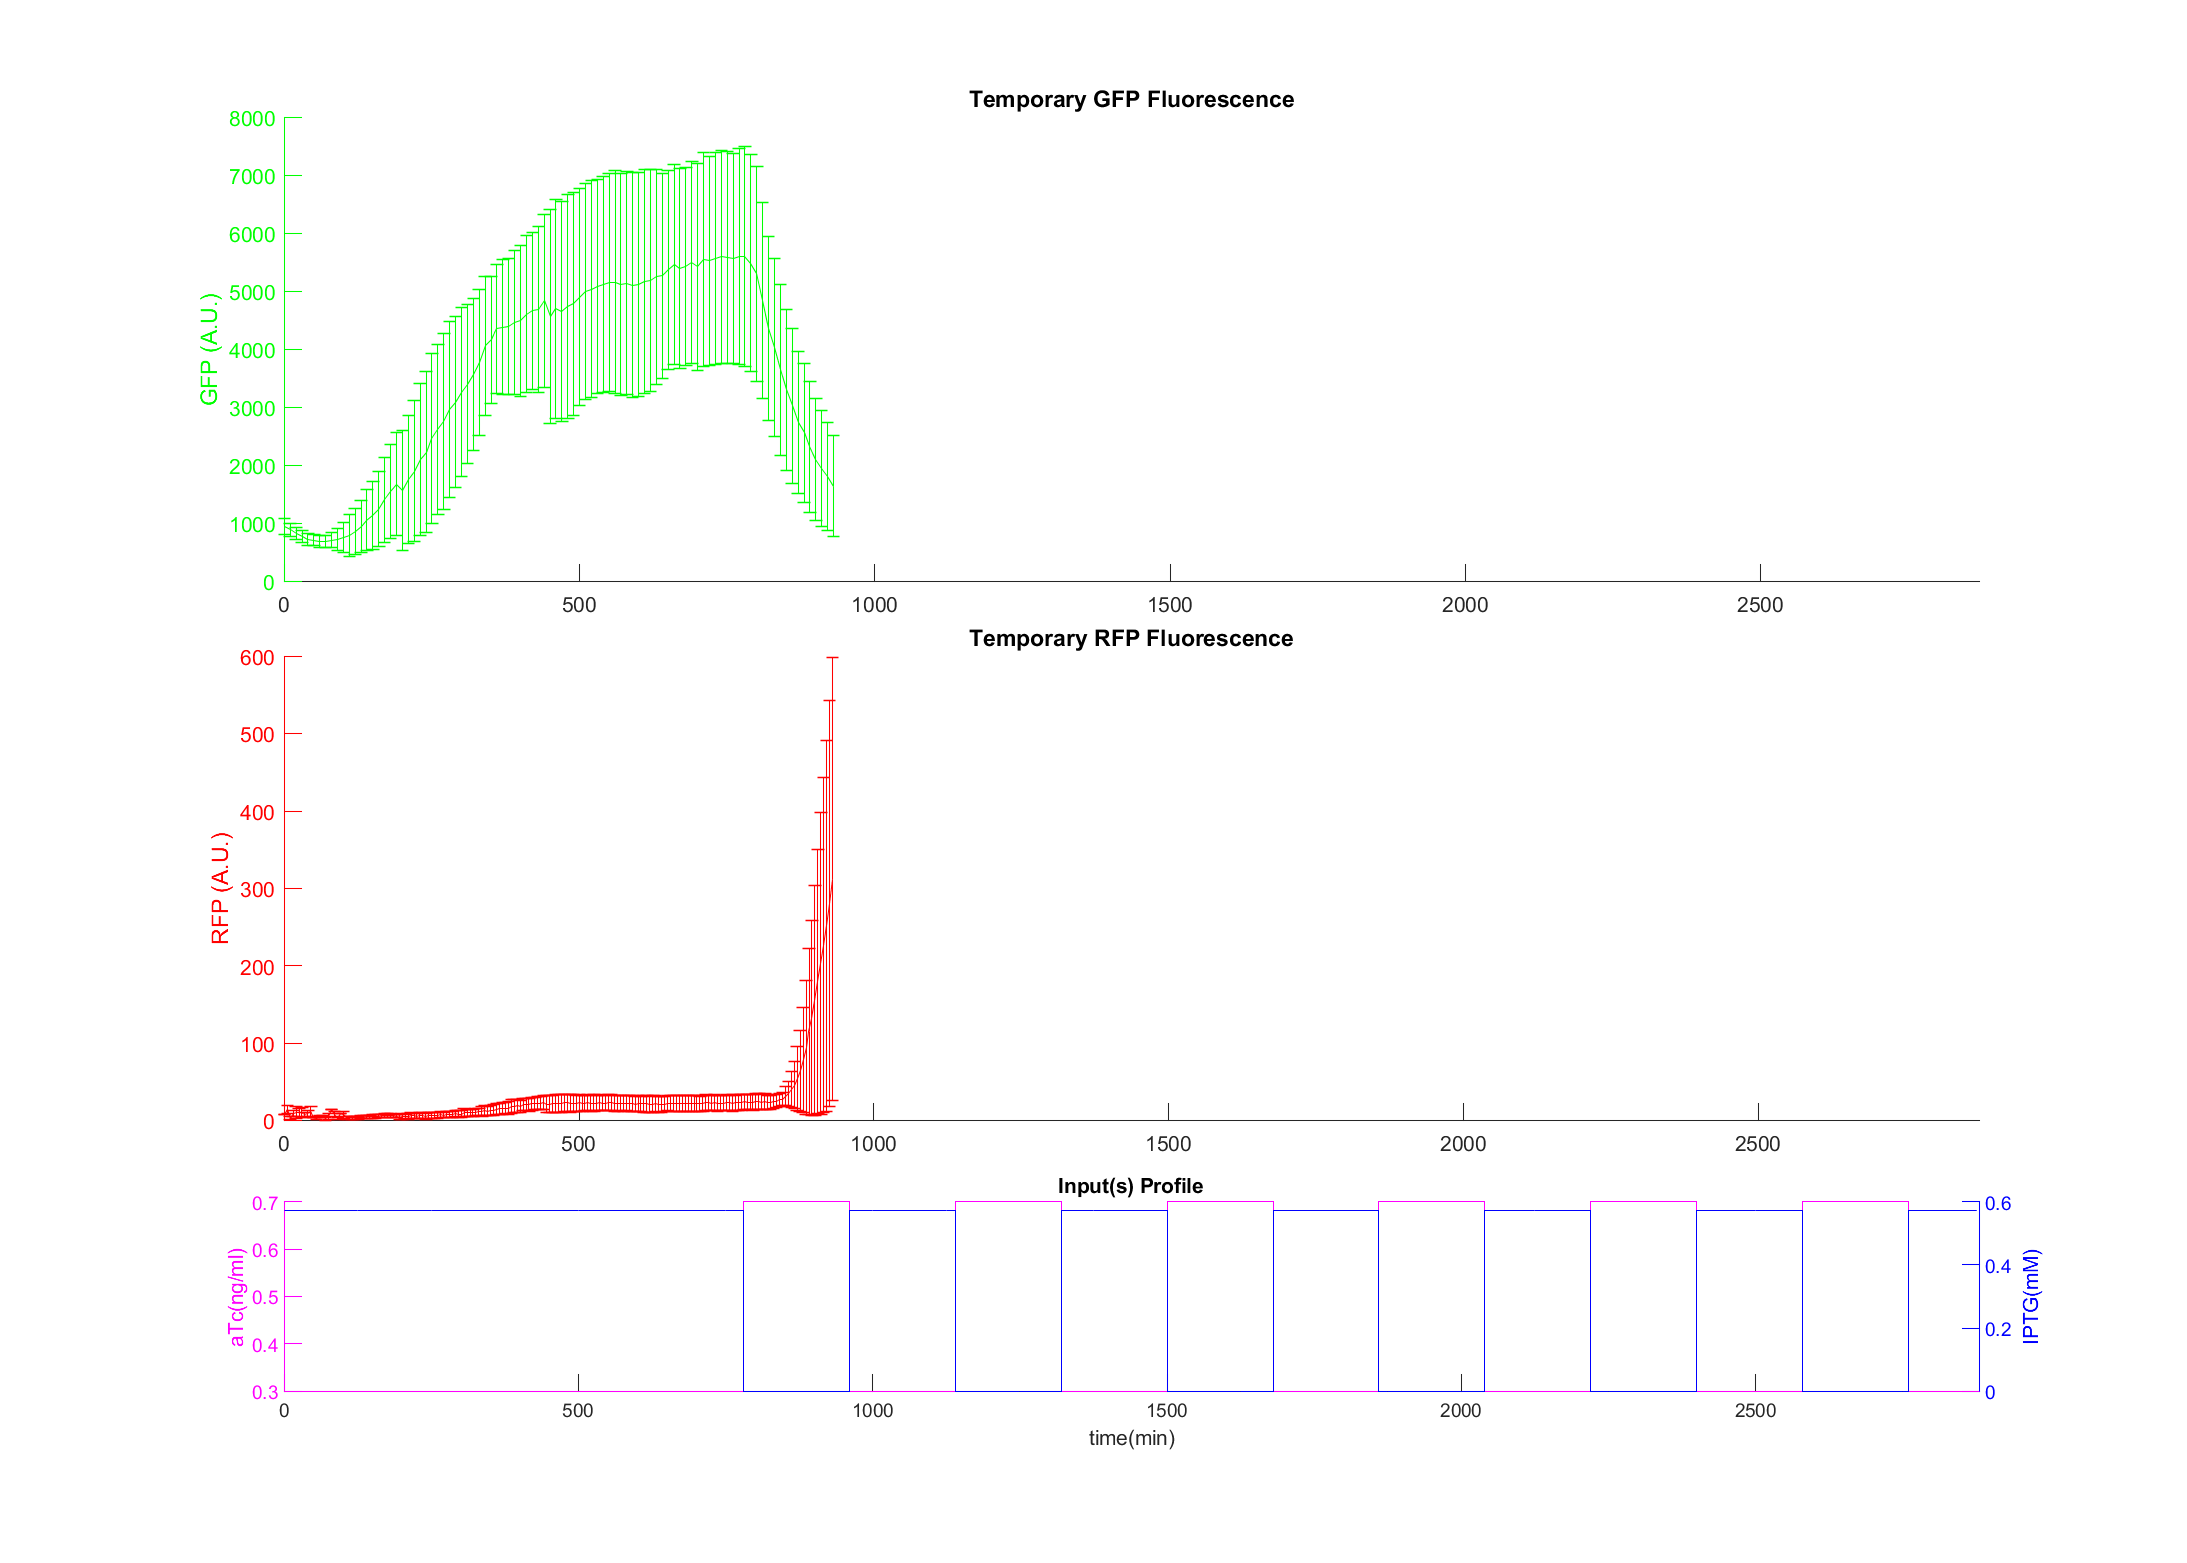 Temporary GFP Fluorescence
8000
7000
6000
5000
4000
3000
2000
1000
0
GFP (A.U.)
0 500 1000 1500 2000 2500
Temporary RFP Fluorescence
600
500
400
300
200
100
0
RFP (A.U.)
0 500 1000 1500 2000 2500
Input(s) Profile
0.7
0.6
0.5
0.4
0.3
aTc(ng/ml)
0.6
0.4
0.2
0
IPTG(mM)
0 500 1000 1500 2000 2500
time(min)